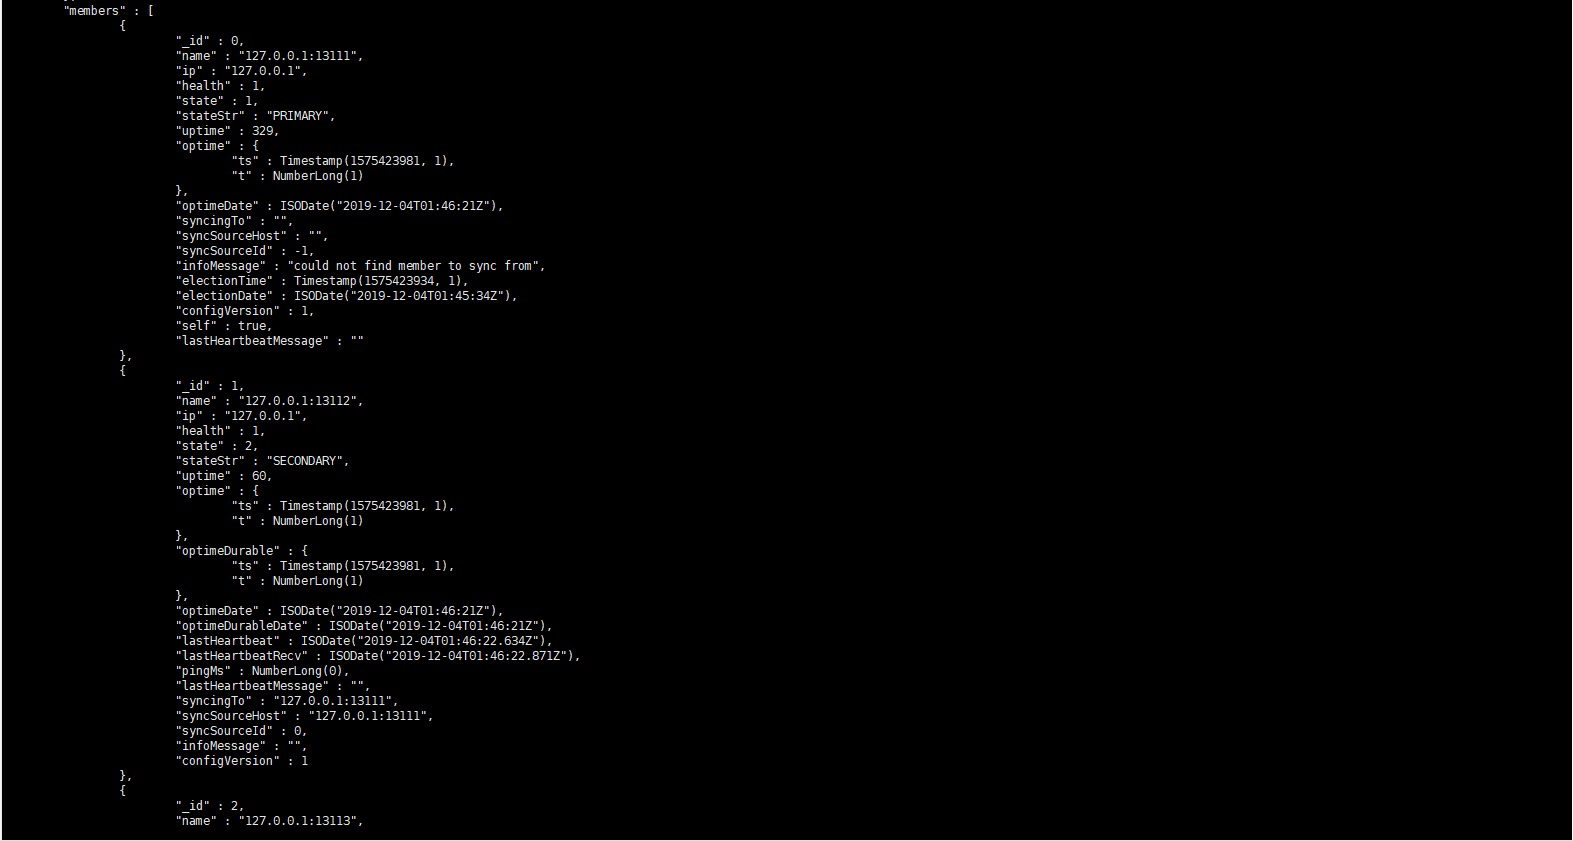 "members" : [
{
"_id" : 0,
"name" : "127.0.0.1:13111",
"ip" : "127.0.0.1",
"health" : 1,
"state" : 1,
"stateStr" : "PRIMARY",
"uptime" : 329,
"optime" : {
"ts" : Timestamp(1575423981, 1),
"t" : NumberLong(1)
},
"optimeDate" : ISODate("2019-12-04T01:46:21Z"),
"syncingTo" : "",
"syncSourceHost" : "",
"syncSourceId" : -1,
"infoMessage" : "could not find member to sync from",
"electionTime" : Timestamp(1575423934, 1),
"electionDate" : ISODate("2019-12-04T01:45:34Z"),
"configVersion" : 1,
"self" : true,
"lastHeartbeatMessage" : ""
},
{
"_id" : 1,
"name" : "127.0.0.1:13112",
"ip" : "127.0.0.1",
"health" : 1,
"state" : 2,
"stateStr" : "SECONDARY",
"uptime" : 60,
"optime" : {
"ts" : Timestamp(1575423981, 1),
"t" : NumberLong(1)
},
"optimeDurable" : {
"ts" : Timestamp(1575423981, 1),
"t" : NumberLong(1)
},
"optimeDate" : ISODate("2019-12-04T01:46:21Z"),
"optimeDurableDate" : ISODate("2019-12-04T01:46:21Z"),
"lastHeartbeat" : ISODate("2019-12-04T01:46:22.634Z"),
"lastHeartbeatRecv" : ISODate("2019-12-04T01:46:22.871Z"),
"pingMs" : NumberLong(0),
"lastHeartbeatMessage" : "",
"syncingTo" : "127.0.0.1:13111",
"syncSourceHost" : "127.0.0.1:13111",
"syncSourceId" : 0,
"infoMessage" : "",
"configVersion" : 1
},
{
"_id" : 2,
"name" : "127.0.0.1:13113",